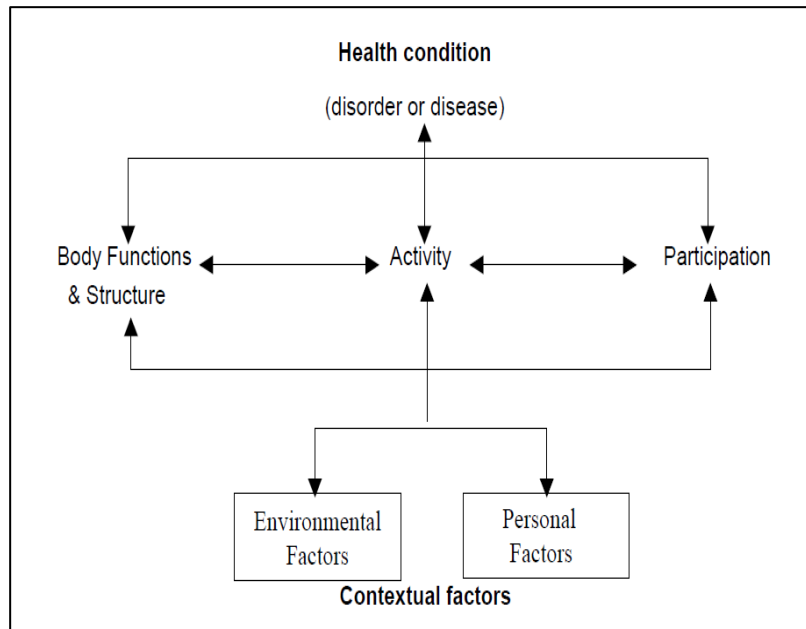 Health condition
(disorder or disease)
Body Functions
& Structure
Activity
Participation
Environmental
Factors
Personal
Factors
Contextual factors